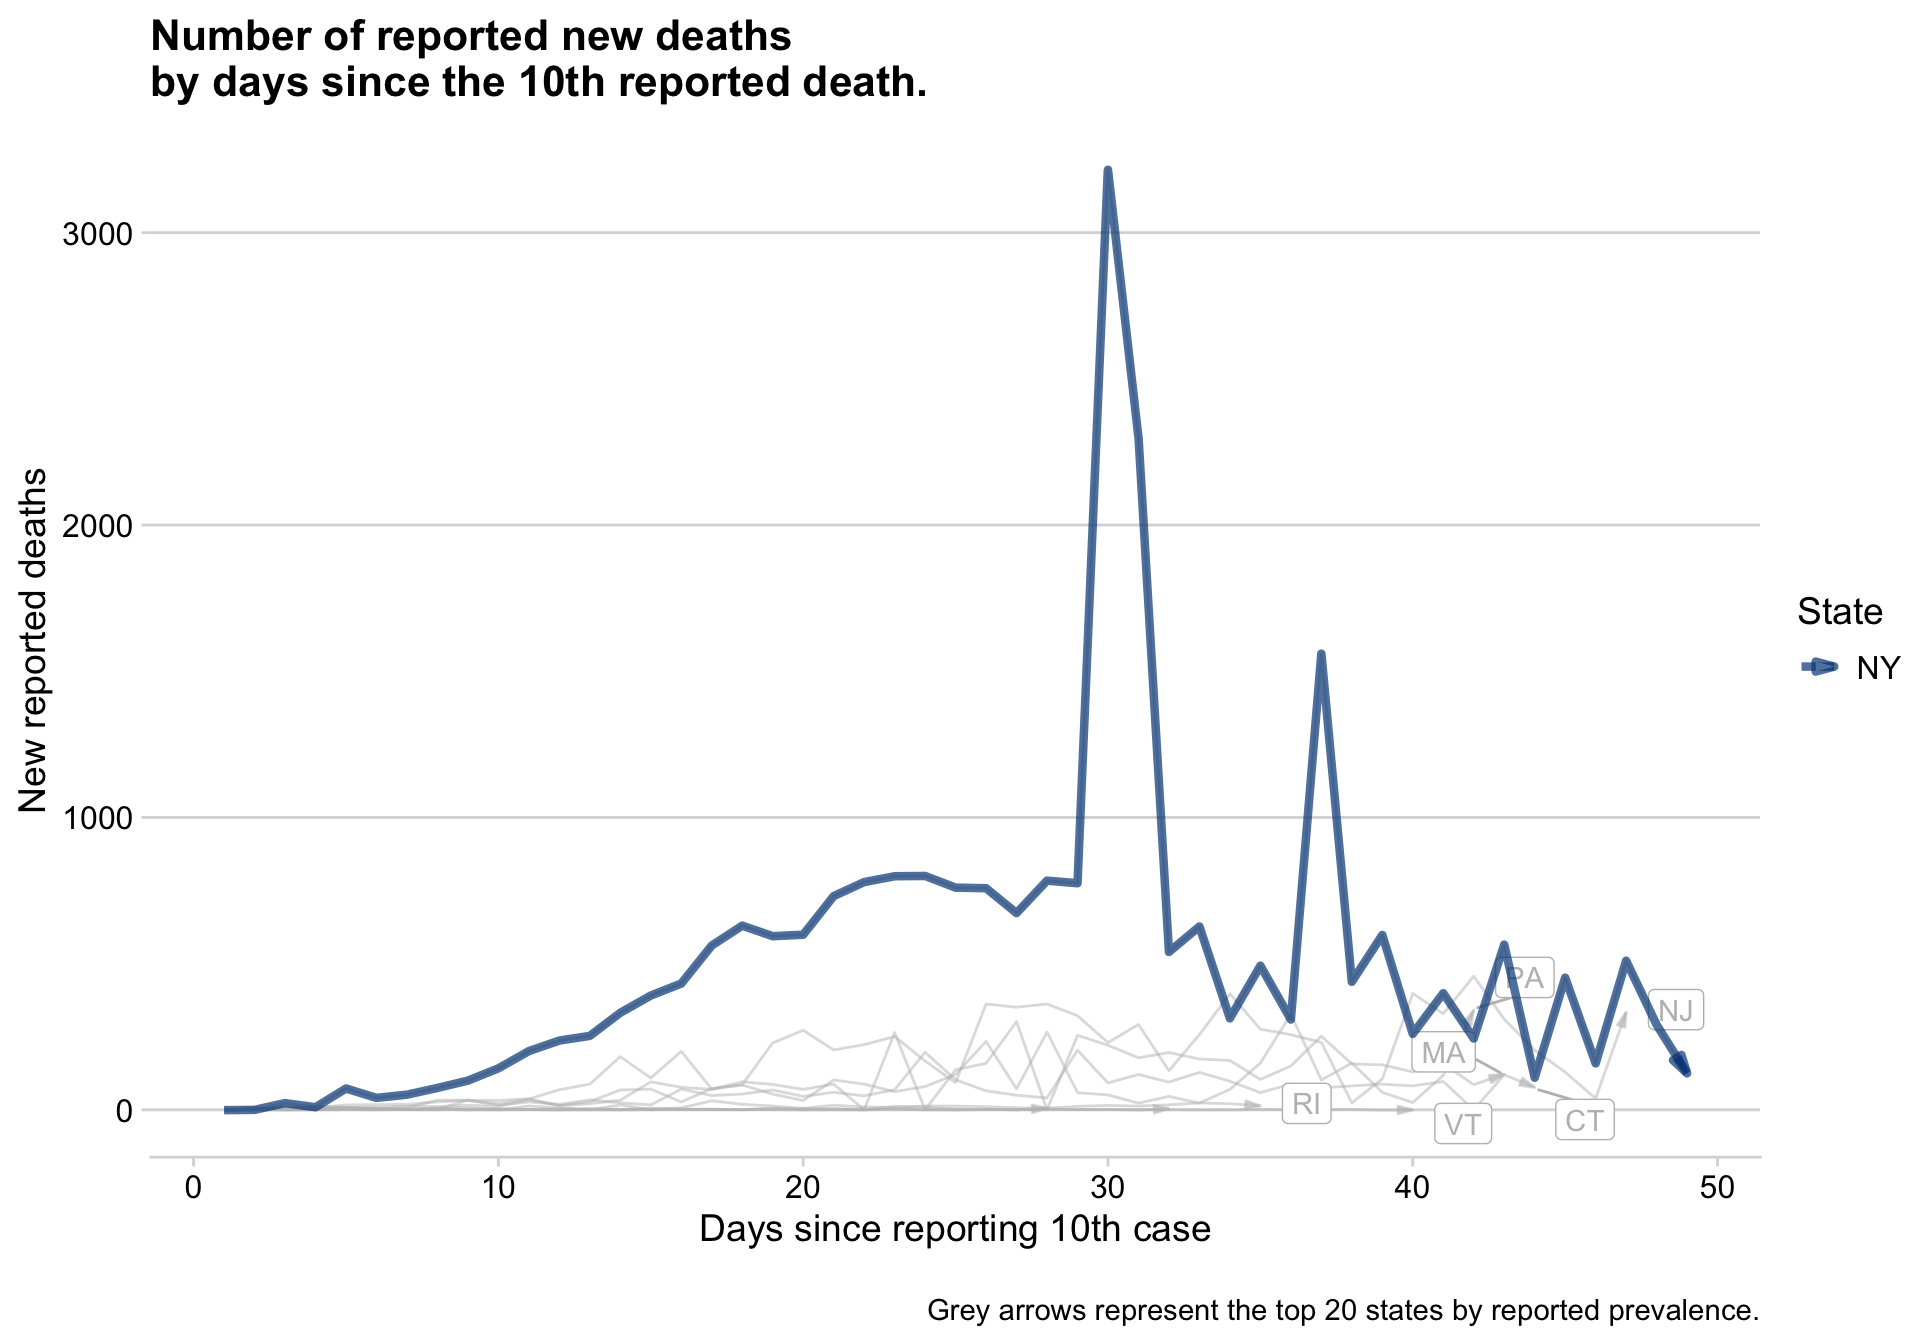 Number of reported new deaths
by days since the 10th reported death.
New reported deaths
3000
2000
1000
0
PA
NJ
MA
RI
VT
CT
State
NY
0 10 20 30 40 50
Days since reporting 10th case
Grey arrows represent the top 20 states by reported prevalence.